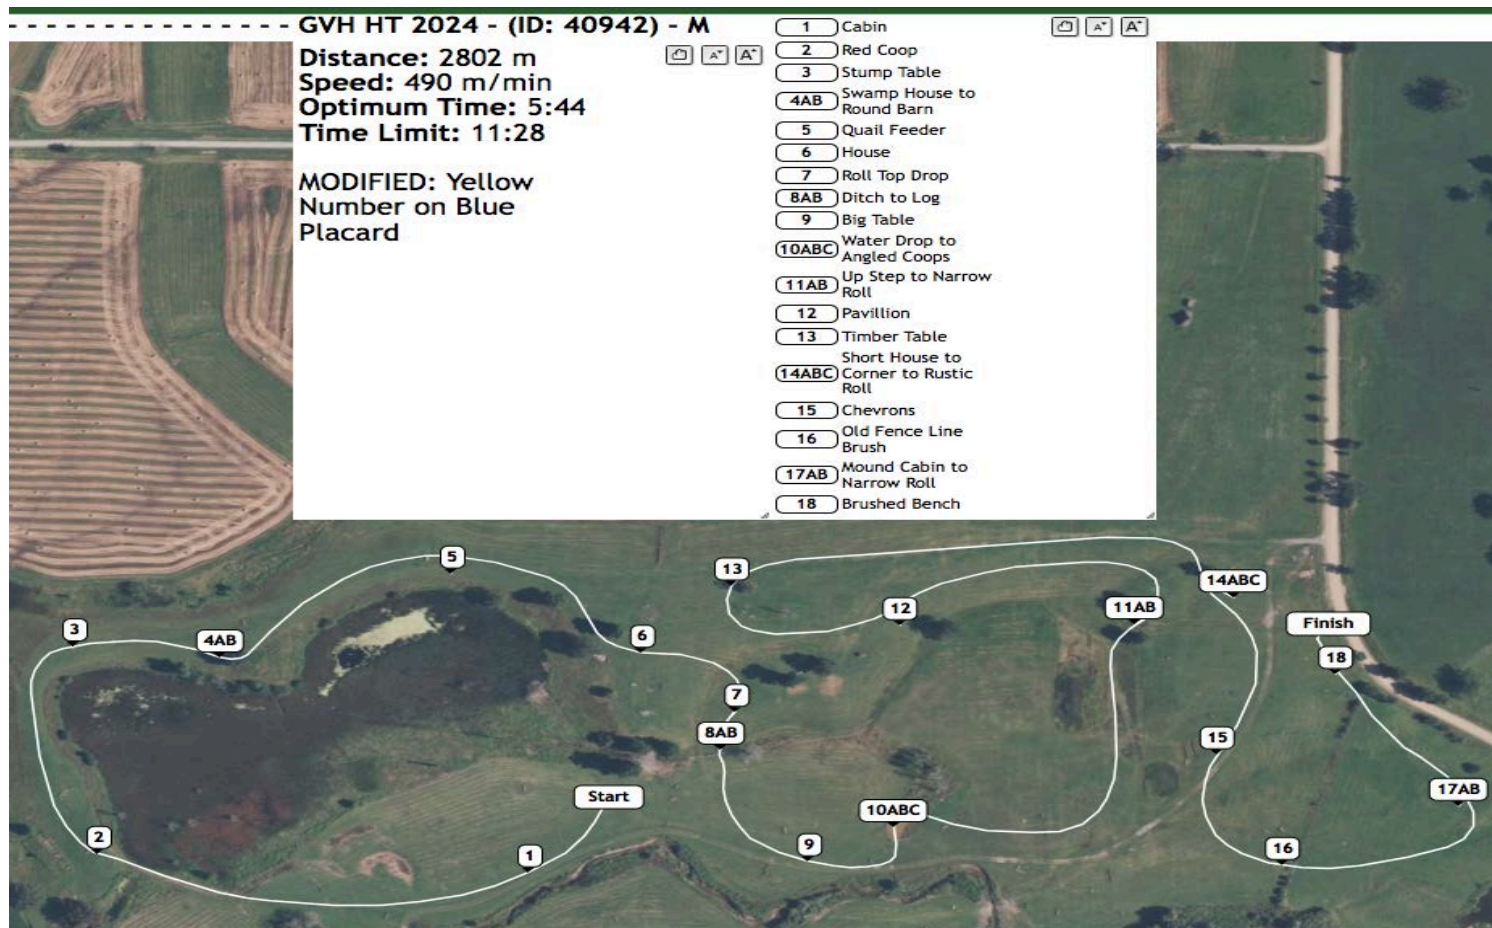 GVH HT 2024 - (ID: 40942) - M
Distance: 2802 m
Speed: 490 m/min
Optimum Time: 5:44
Time Limit: 11:28
MODIFIED: Yellow
Number on Blue
Placard
A-
A+
1 Cabin
2 Red Coop
3 Stump Table
4AB Swamp House to
Round Barn
5 Quail Feeder
6 House
7 Roll Top Drop
8AB Ditch to Log
9 Big Table
10ABC Water Drop to
Angled Coops
11AB Up Step to Narrow
Roll
12 Pavillion
13 Timber Table
14ABC Short House to
Corner to Rustic
Roll
15 Chevrons
16 Old Fence Line
Brush
17AB Mound Cabin to
Narrow Roll
18 Brushed Bench
A-
A+
5
13
14ABC
12
11AB
3
4AB
6
Finish
18
7
8AB
15
Start
10ABC
17AB
2
1
9
16